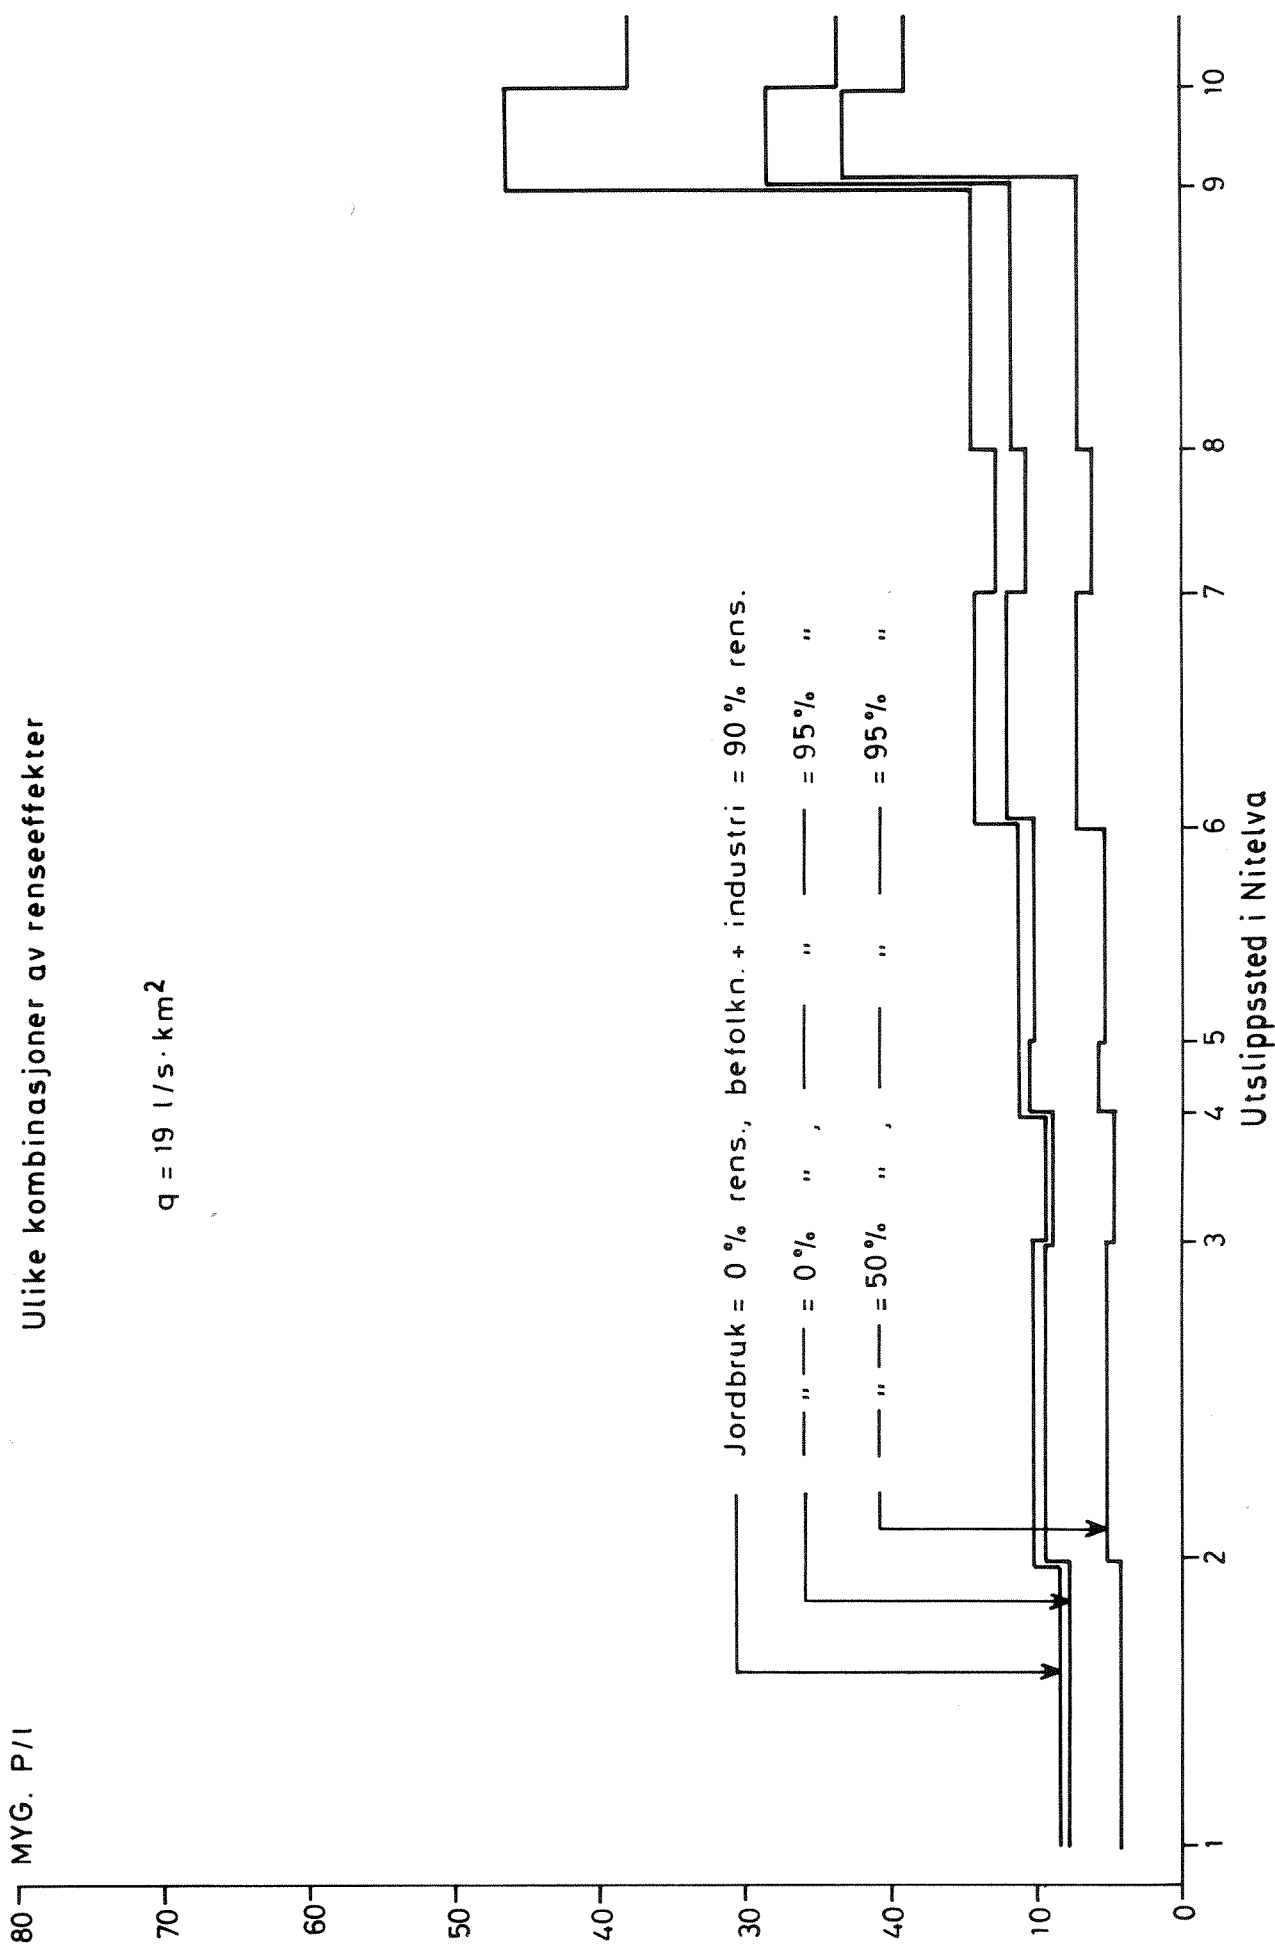 Ulike kombinasjoner av renseeffekter
MYG. P/l
q = 19 l/s·km²
80
70
60
50
40
30
40
10
0
Jordbruk = 0% rens., befolkn. + industri = 90% rens.
— " — = 0% " , —— " —— = 95% "
— " — = 50% " , —— " —— = 95% "
1 2 3 4 5 6 7 8 9 10
Utslippssted i Nitelva